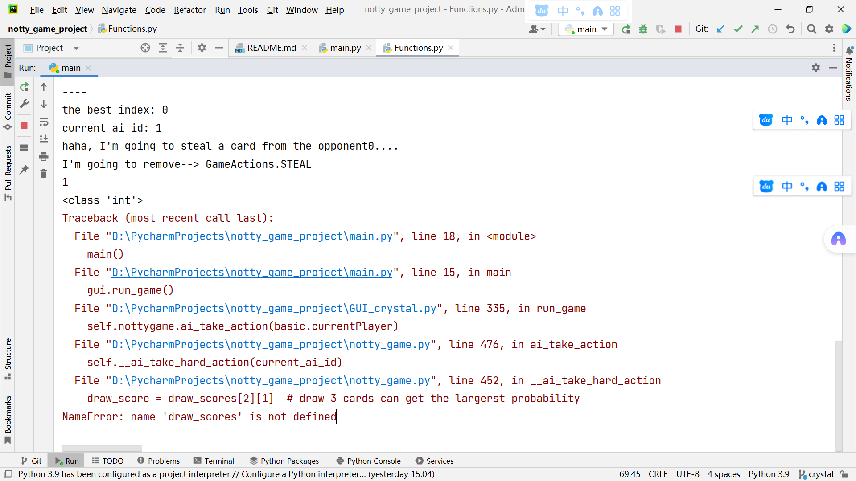 File Edit View Navigate Code Refactor Run Tools Git Window Help notty_game_project - Functions.py - Adm
du 中
notty_game_project Functions.py main Git:
Project README.md main.py Functions.py
Run: main
----
the best index: 0
current ai id: 1
haha, I'm going to steal a card from the opponent0....
I'm going to remove--> GameActions.STEAL
1
<class 'int'>
Traceback (most recent call last):
File "D:\PycharmProjects\notty_game_project\main.py", line 18, in <module>
main()
File "D:\PycharmProjects\notty_game_project\main.py", line 15, in main
gui.run_game()
File "D:\PycharmProjects\notty_game_project\GUI_crystal.py", line 335, in run_game
self.nottygame.ai_take_action(basic.currentPlayer)
File "D:\PycharmProjects\notty_game_project\notty_game.py", line 476, in ai_take_action
self.__ai_take_hard_action(current_ai_id)
File "D:\PycharmProjects\notty_game_project\notty_game.py", line 452, in __ai_take_hard_action
draw_score = draw_scores[2][1] # draw 3 cards can get the largerst probability
NameError: name 'draw_scores' is not defined
Project
Commit
Pull Requests
Structure
Bookmarks
Notifications
du 中
du 中
Git Run TODO Problems Terminal Python Packages Python Console Services
Python 3.9 has been configured as a project interpreter // Configure a Python interpreter... (yesterday 15:04) 69:45 CRLF UTF-8 4 spaces Python 3.9 crystal